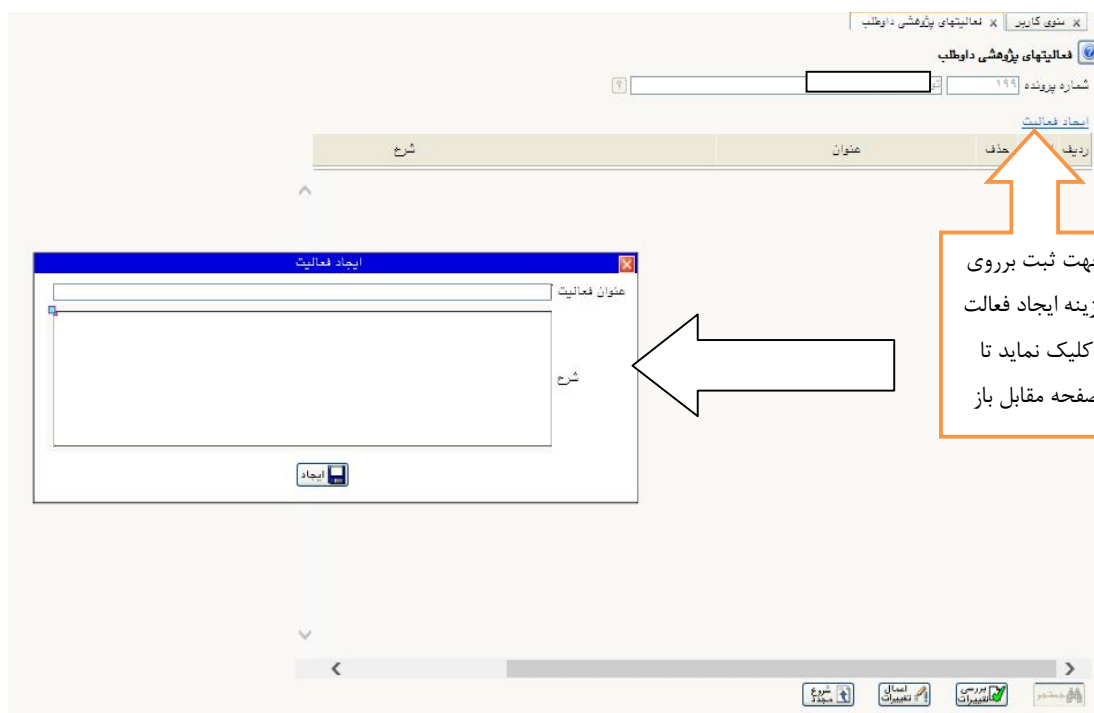 منوی کاربر
فعالیتهای پژوهشی داوطلب
فعالیتهای پژوهشی داوطلب
شماره پرونده ۱۹۹
ایجاد فعالیت
ردیف حذف عنوان شرح
جهت ثبت برروی
گزینه ایجاد فعالت
کلیک نماید تا
صفحه مقابل باز
ایجاد فعالیت
عنوان فعالیت
شرح
ایجاد
جستجو
بررسی تغییرات
اعمال تغییرات
شروع مجدد